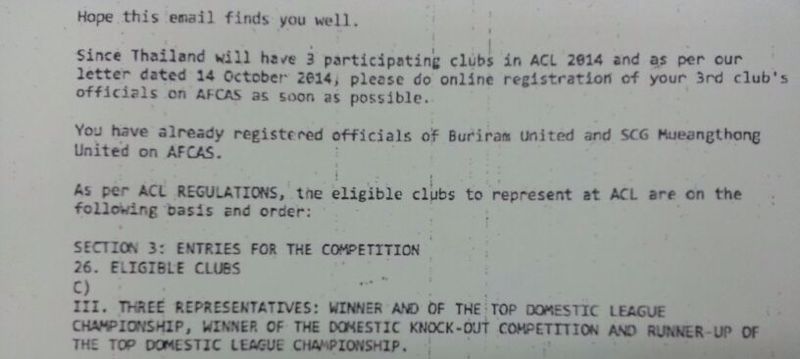 Hope this email finds you well.
Since Thailand will have 3 participating clubs in ACL 2014 and as per our
letter dated 14 October 2014, please do online registration of your 3rd club's
officials on AFCAS as soon as possible.
You have already registered officials of Buriram United and SCG Mueangthong
United on AFCAS.
As per ACL REGULATIONS, the eligible clubs to represent at ACL are on the
following basis and order:
SECTION 3: ENTRIES FOR THE COMPETITION
26. ELIGIBLE CLUBS
C)
III. THREE REPRESENTATIVES: WINNER AND OF THE TOP DOMESTIC LEAGUE
CHAMPIONSHIP, WINNER OF THE DOMESTIC KNOCK-OUT COMPETITION AND RUNNER-UP OF
THE TOP DOMESTIC LEAGUE CHAMPIONSHIP.